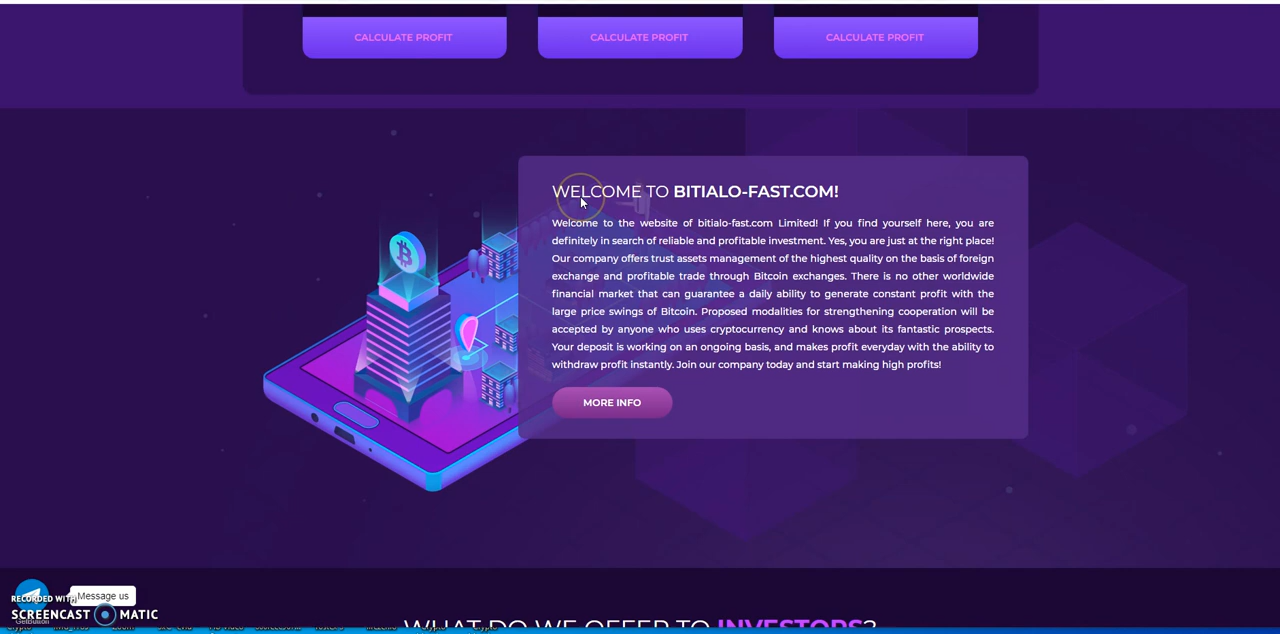 CALCULATE PROFIT CALCULATE PROFIT CALCULATE PROFIT
WELCOME TO BITIALO-FAST.COM!
Welcome to the website of bitialo-fast.com Limited! If you find yourself here, you are
definitely in search of reliable and profitable investment. Yes, you are just at the right place!
Our company offers trust assets management of the highest quality on the basis of foreign
exchange and profitable trade through Bitcoin exchanges. There is no other worldwide
financial market that can guarantee a daily ability to generate constant profit with the
large price swings of Bitcoin. Proposed modalities for strengthening cooperation will be
accepted by anyone who uses cryptocurrency and knows about its fantastic prospects.
Your deposit is working on an ongoing basis, and makes profit everyday with the ability to
withdraw profit instantly. Join our company today and start making high profits!
MORE INFO
Message us
RECORDED WITH
SCREENCAST MATIC
GetButton
WHAT DO WE OFFER TO INVESTORS?